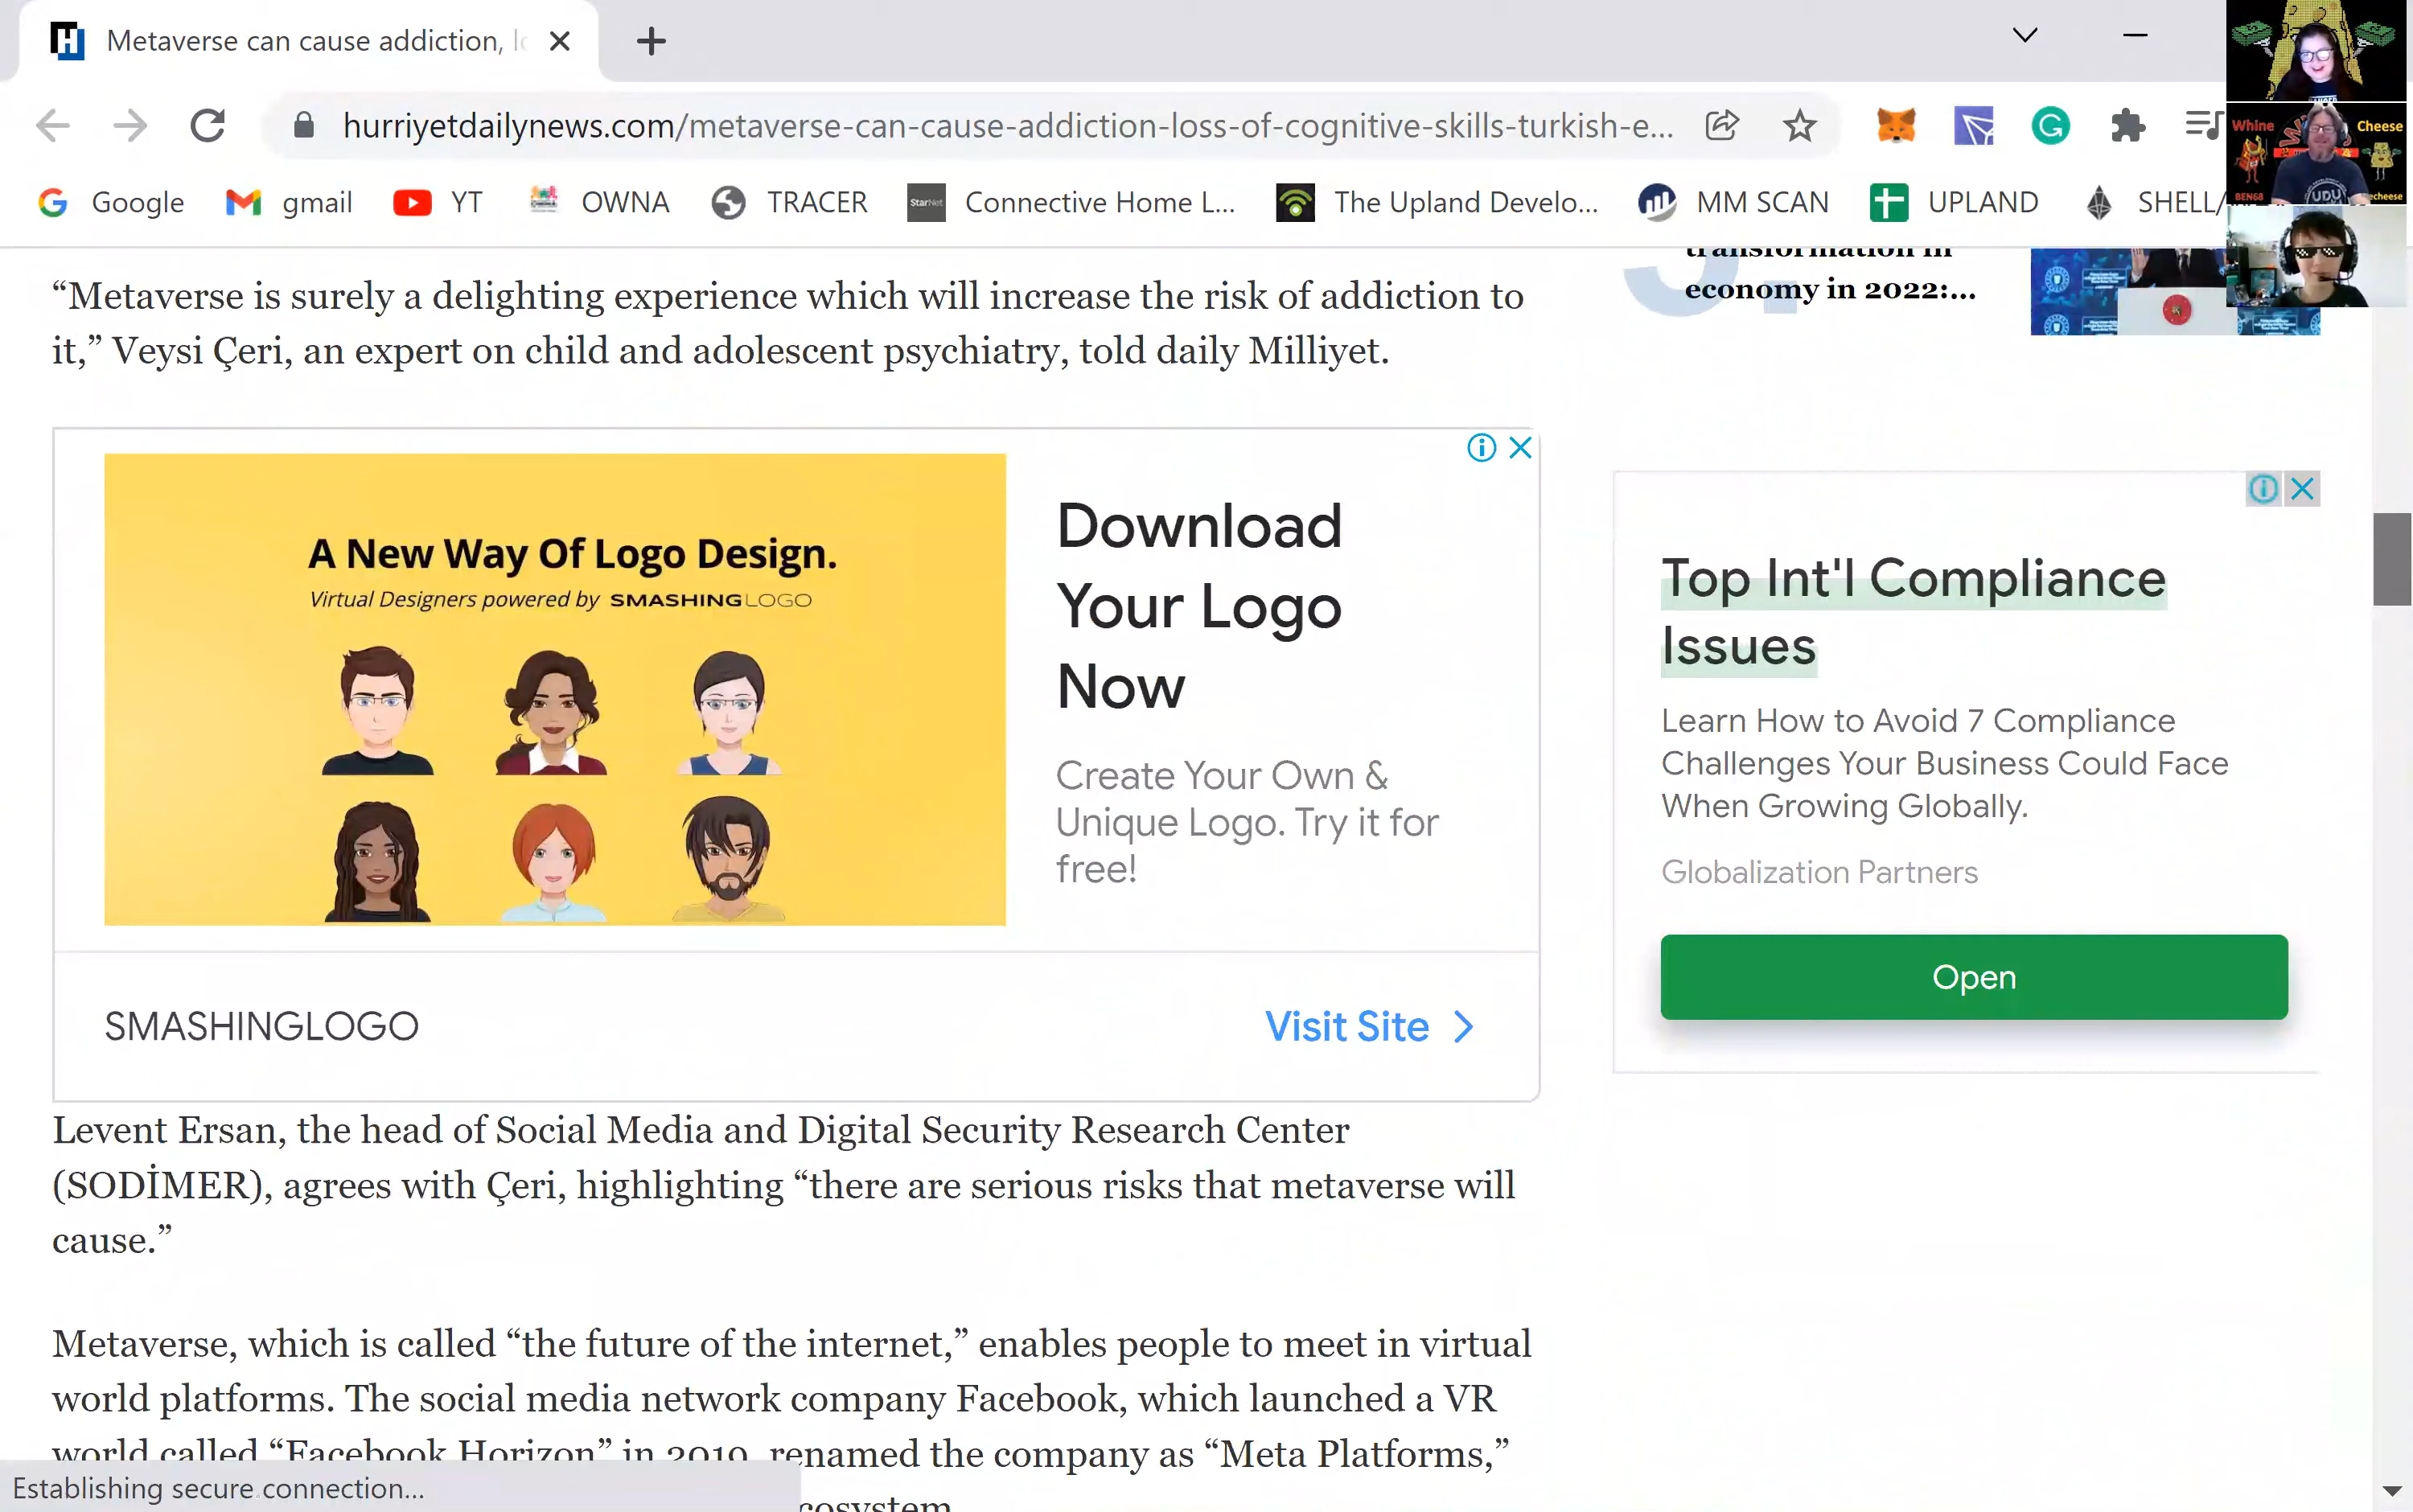 Metaverse can cause addiction, lo
hurriyetdailynews.com/metaverse-can-cause-addiction-loss-of-cognitive-skills-turkish-e...
Google
gmail
YT
OWNA
TRACER
StarNet
Connective Home L...
The Upland Develo...
MM SCAN
UPLAND
SHELL/
Whine
Cheese
BEN68
UDU
echeese
“Metaverse is surely a delighting experience which will increase the risk of addiction to
it,” Veysi Çeri, an expert on child and adolescent psychiatry, told daily Milliyet.
transformation in
economy in 2022:...
A New Way Of Logo Design.
Virtual Designers powered by SMASHINGLOGO
Download
Your Logo
Now
Create Your Own &
Unique Logo. Try it for
free!
SMASHINGLOGO
Visit Site
Top Int'l Compliance
Issues
Learn How to Avoid 7 Compliance
Challenges Your Business Could Face
When Growing Globally.
Globalization Partners
Open
Levent Ersan, the head of Social Media and Digital Security Research Center
(SODİMER), agrees with Çeri, highlighting “there are serious risks that metaverse will
cause.”
Metaverse, which is called “the future of the internet,” enables people to meet in virtual
world platforms. The social media network company Facebook, which launched a VR
world called “Facebook Horizon” in 2019, renamed the company as “Meta Platforms,”
cosystem
Establishing secure connection...